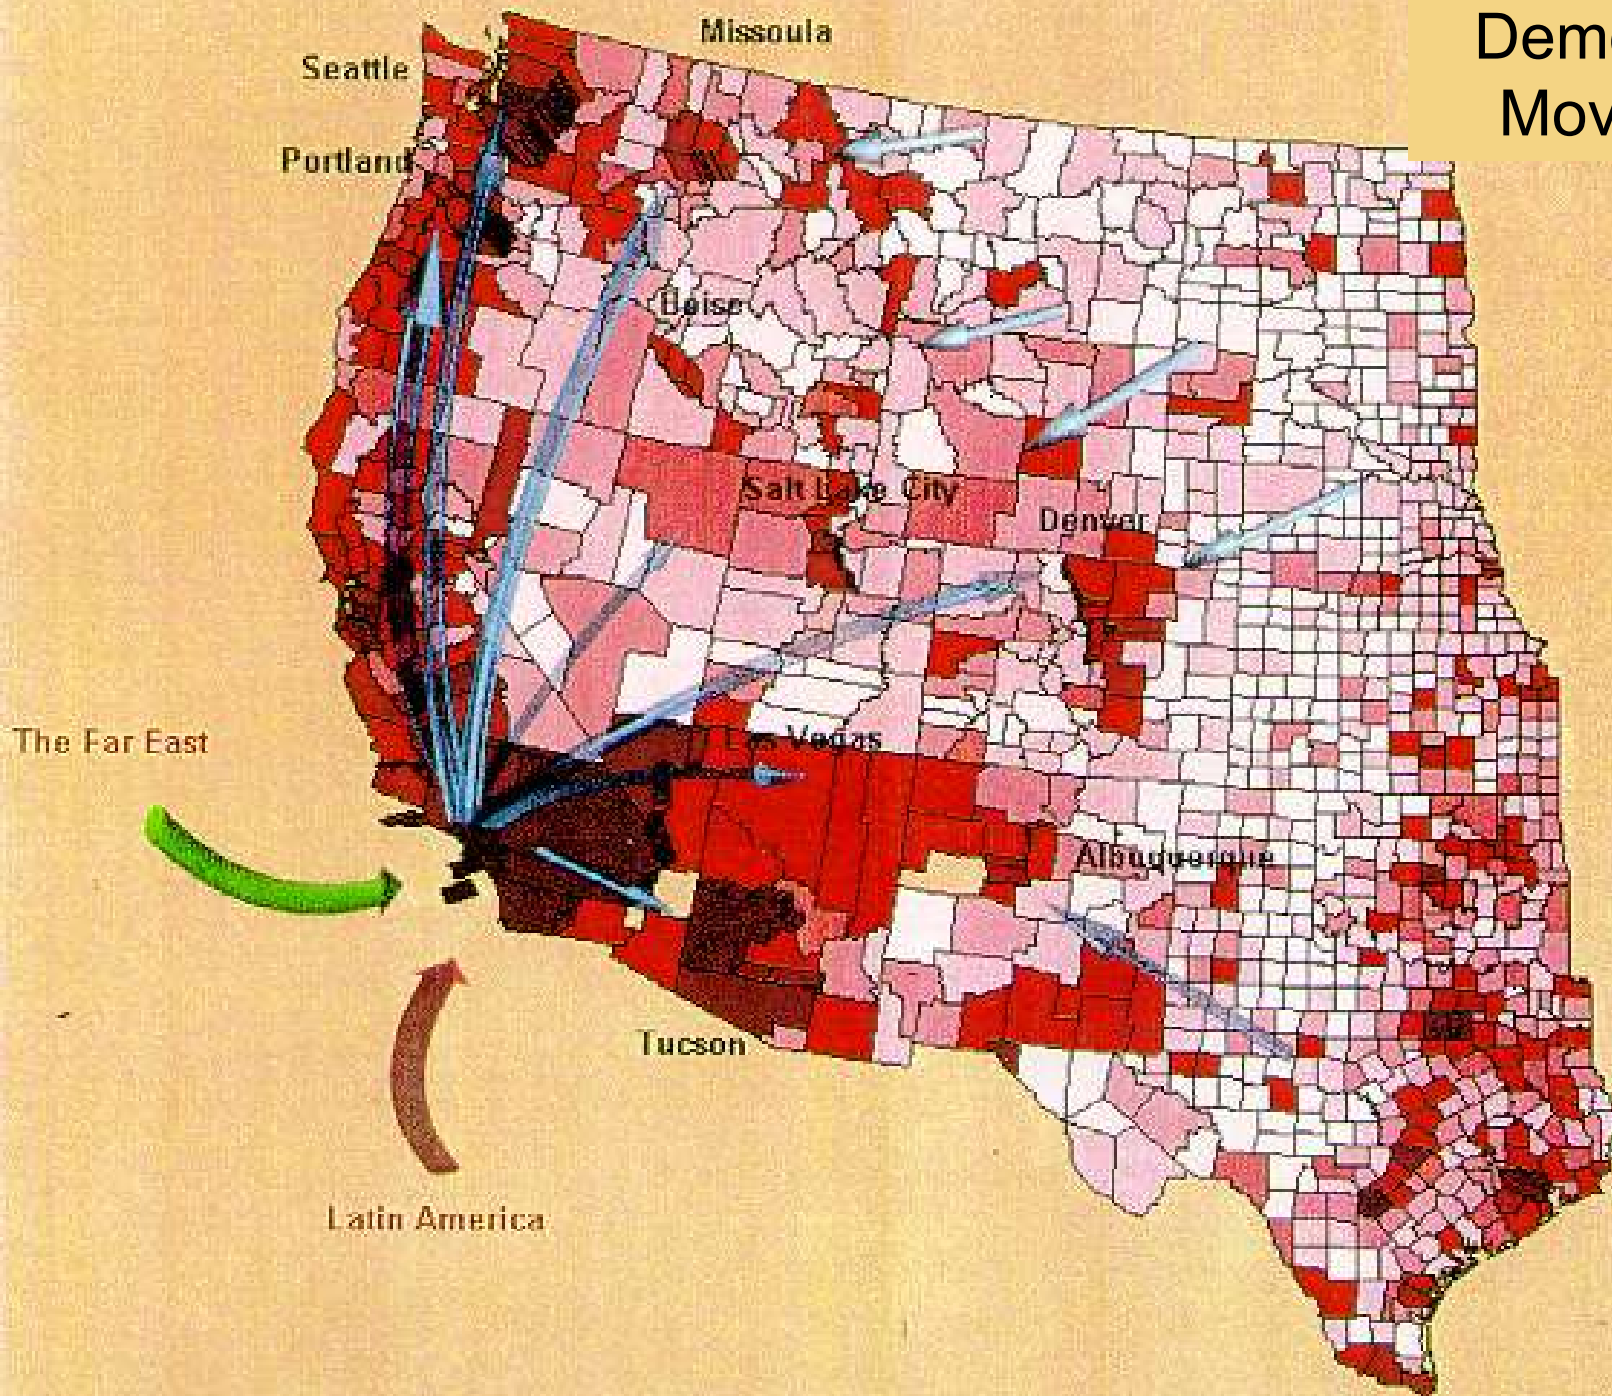 Dem
Mov
Missoula
Seattle
Portland
Boise
Salt Lake City
Denver
The Far East
Las Vegas
Albuquerque
Tucson
Latin America